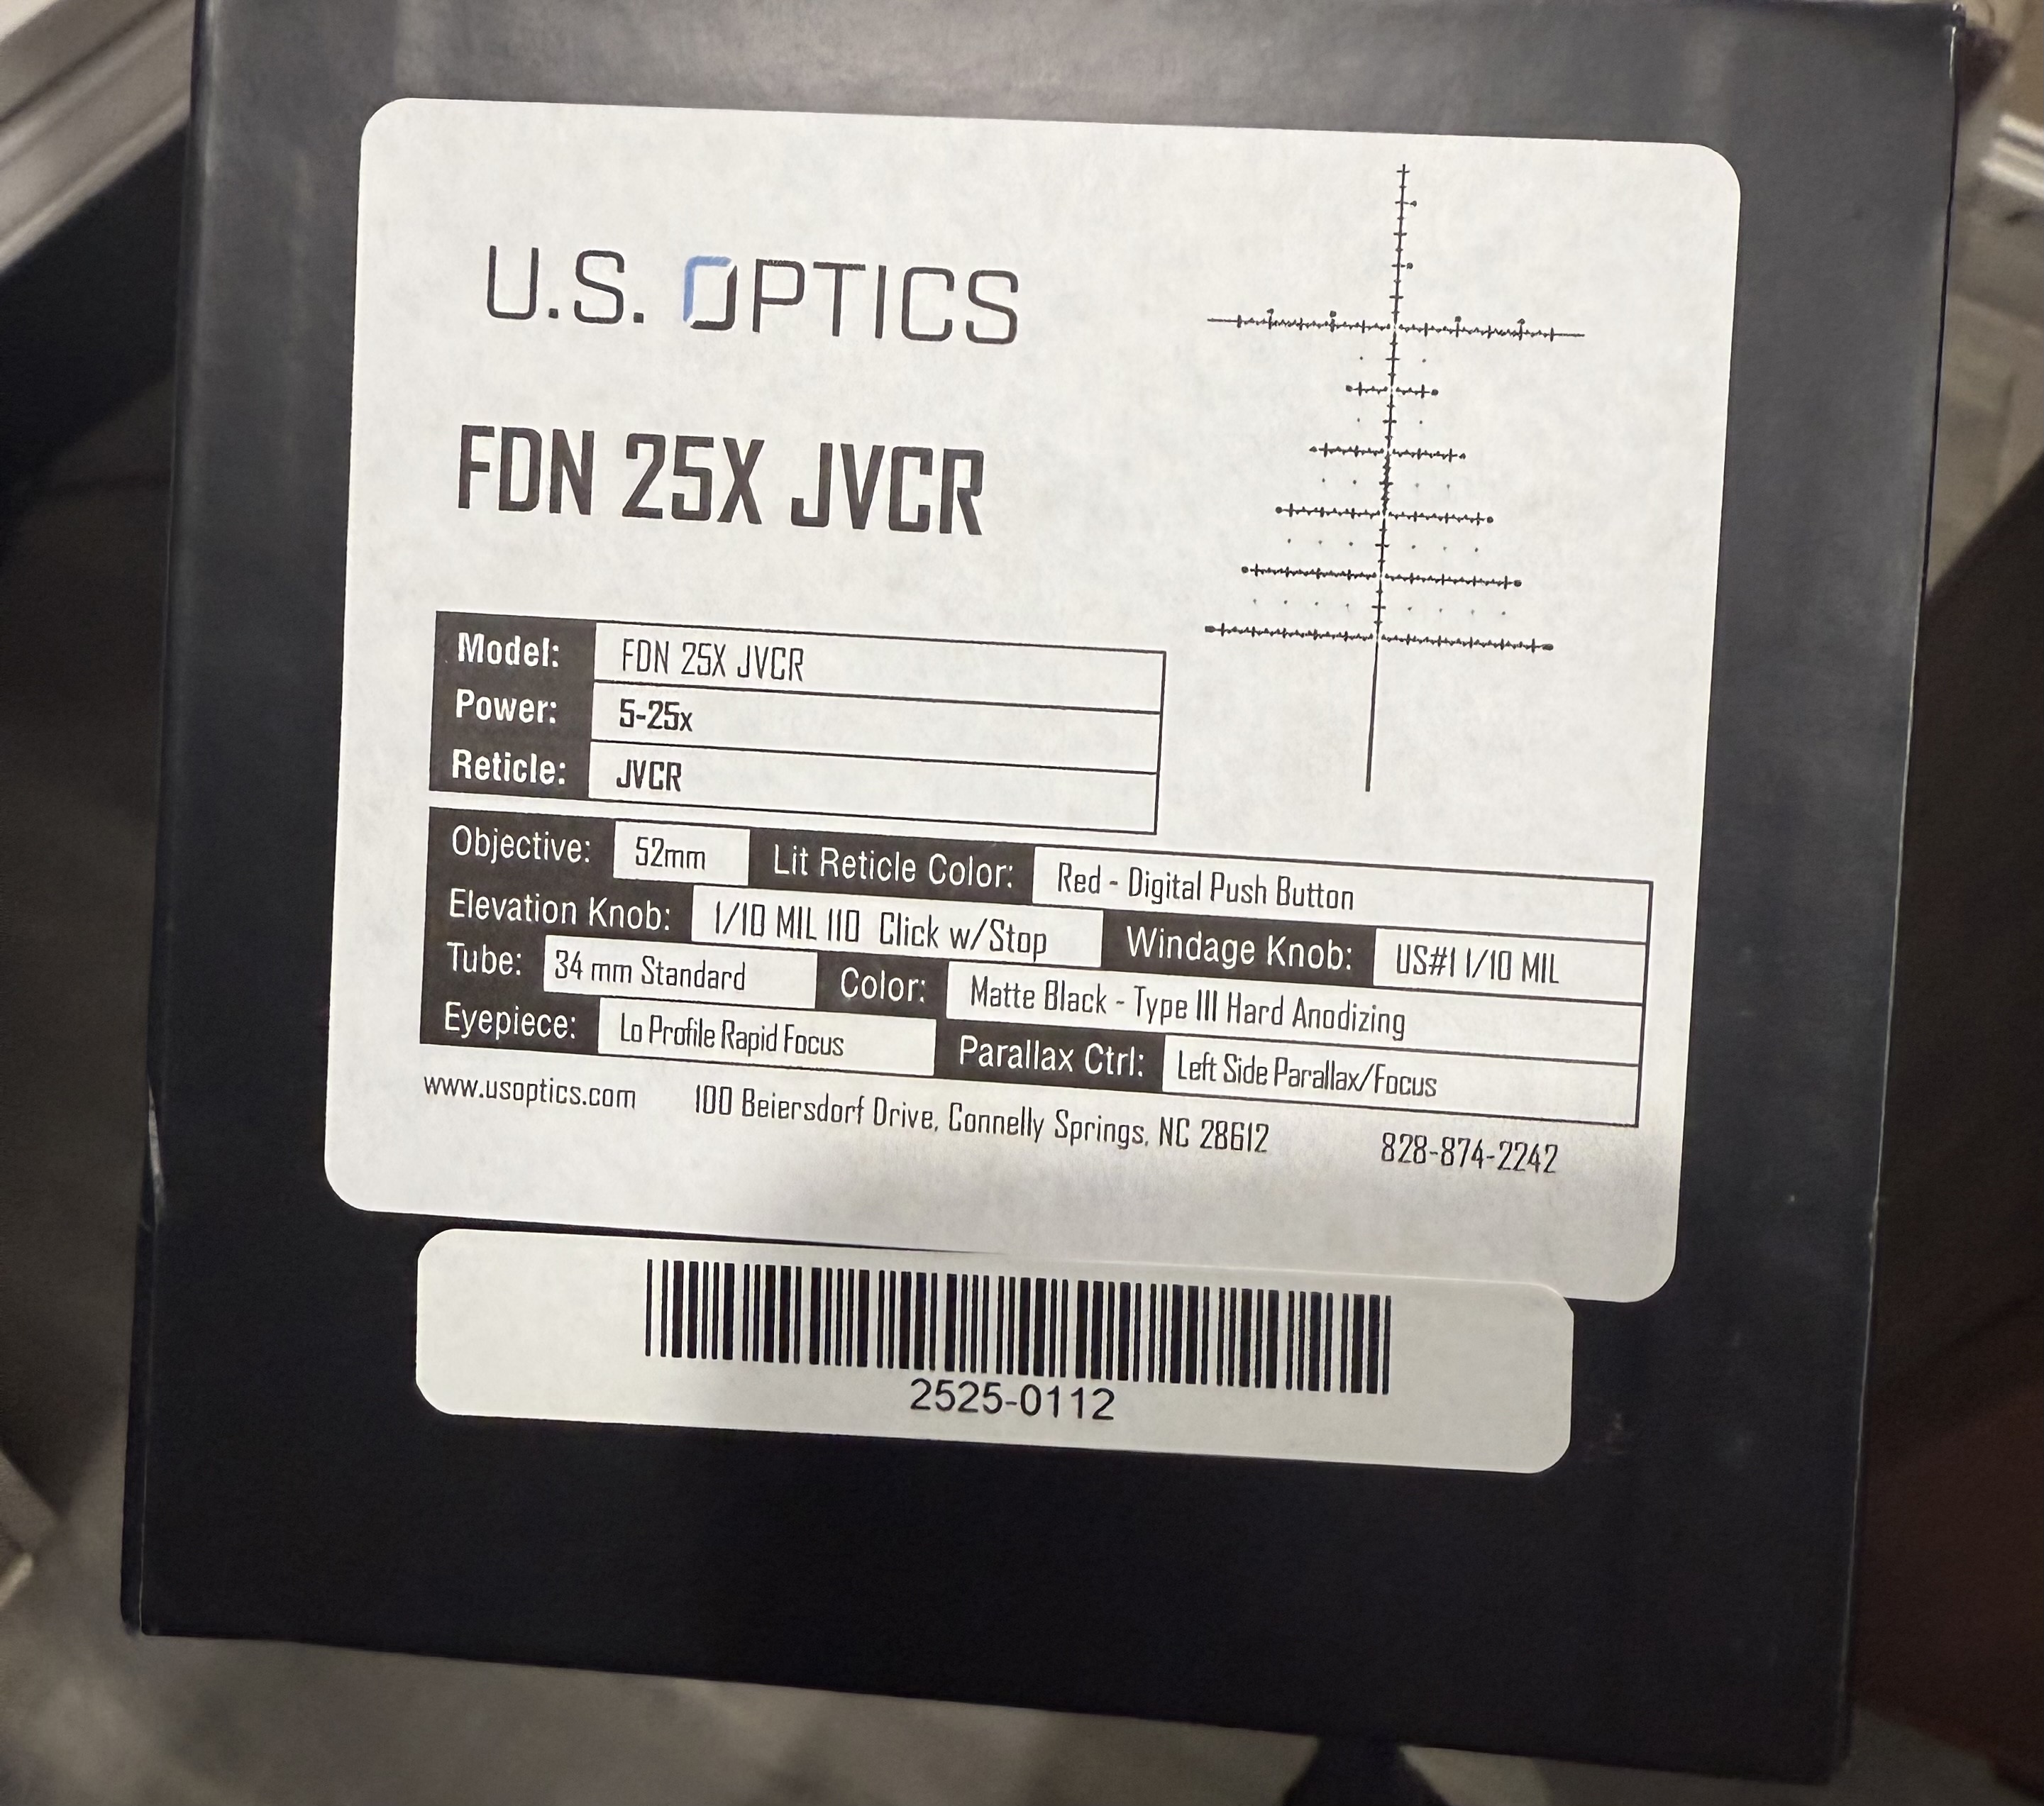 U.S. OPTICS
FDN 25X JVCR
Model: FDN 25X JVCR
Power: 5-25x
Reticle: JVCR
Objective: 52mm Lit Reticle Color: Red - Digital Push Button
Elevation Knob: 1/10 MIL 110 Click w/Stop Windage Knob: US#1 1/10 MIL
Tube: 34 mm Standard Color: Matte Black - Type III Hard Anodizing
Eyepiece: Lo Profile Rapid Focus Parallax Ctrl: Left Side Parallax/Focus
www.usoptics.com 100 Beiersdorf Drive, Connelly Springs, NC 28612 828-874-2242
2525-0112